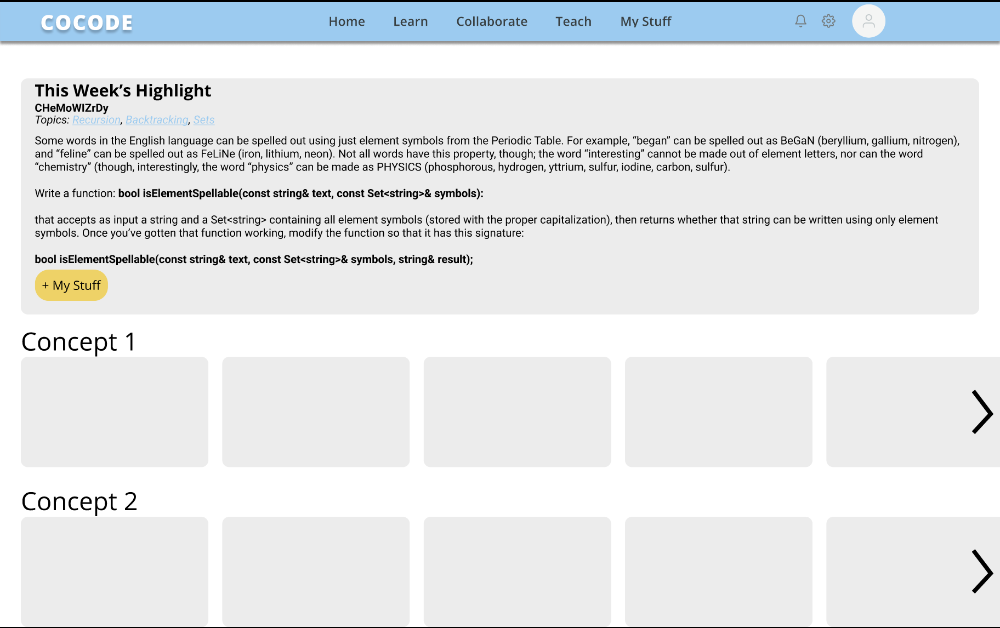 COCODE
Home Learn Collaborate Teach My Stuff
This Week’s Highlight
CHeMoWIZrDy
Topics: Recursion, Backtracking, Sets
Some words in the English language can be spelled out using just element symbols from the Periodic Table. For example, “began” can be spelled out as BeGaN (beryllium, gallium, nitrogen),
and “feline” can be spelled out as FeLiNe (iron, lithium, neon). Not all words have this property, though; the word “interesting” cannot be made out of element letters, nor can the word
“chemistry” (though, interestingly, the word “physics” can be made as PHYSICS (phosphorous, hydrogen, yttrium, sulfur, iodine, carbon, sulfur).
Write a function: bool isElementSpellable(const string& text, const Set<string>& symbols):
that accepts as input a string and a Set<string> containing all element symbols (stored with the proper capitalization), then returns whether that string can be written using only element
symbols. Once you’ve gotten that function working, modify the function so that it has this signature:
bool isElementSpellable(const string& text, const Set<string>& symbols, string& result);
+ My Stuff
Concept 1
Concept 2